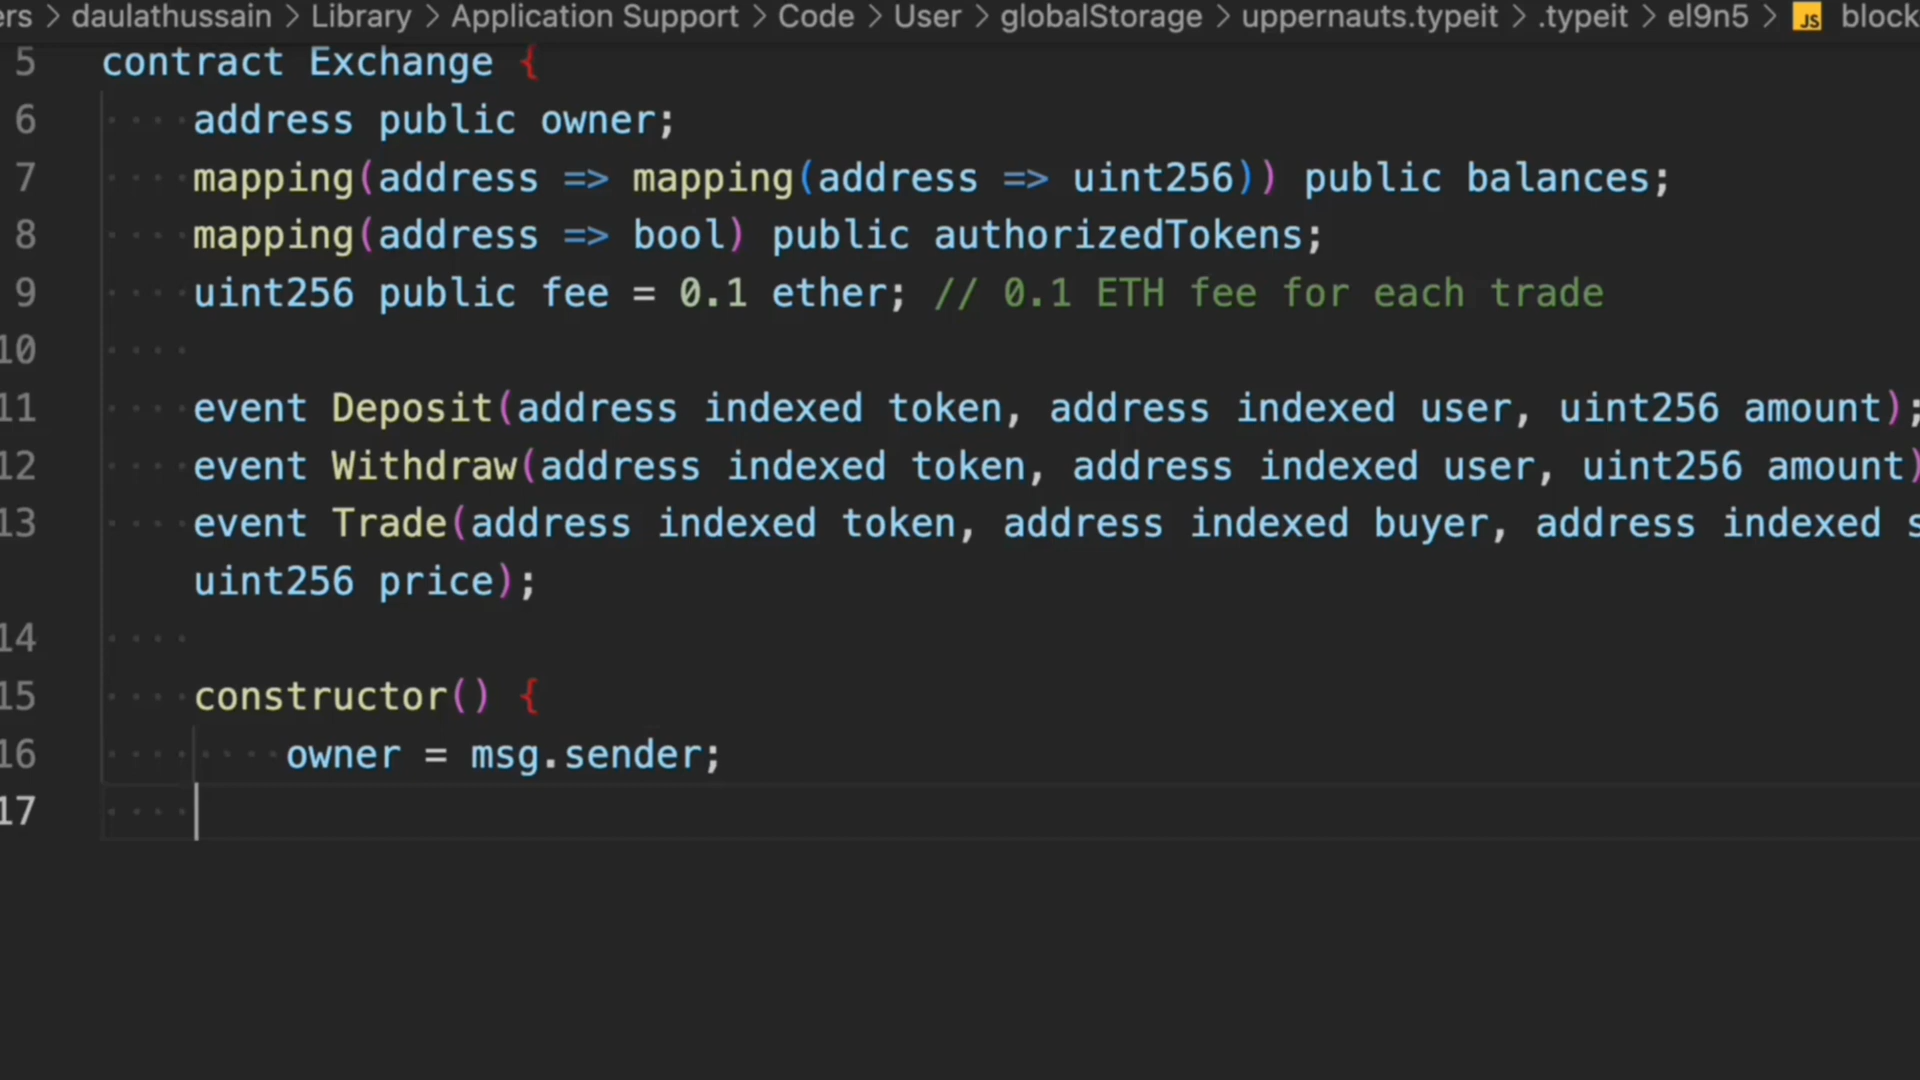 ers > daulathussain > Library > Application Support > Code > User > globalStorage > uppernauts.typeit > .typeit > el9n5 > JS block
5 contract Exchange {
6 address public owner;
7 mapping(address => mapping(address => uint256)) public balances;
8 mapping(address => bool) public authorizedTokens;
9 uint256 public fee = 0.1 ether; // 0.1 ETH fee for each trade
10
11 event Deposit(address indexed token, address indexed user, uint256 amount);
12 event Withdraw(address indexed token, address indexed user, uint256 amount)
13 event Trade(address indexed token, address indexed buyer, address indexed s
uint256 price);
14
15 constructor() {
16 owner = msg.sender;
17